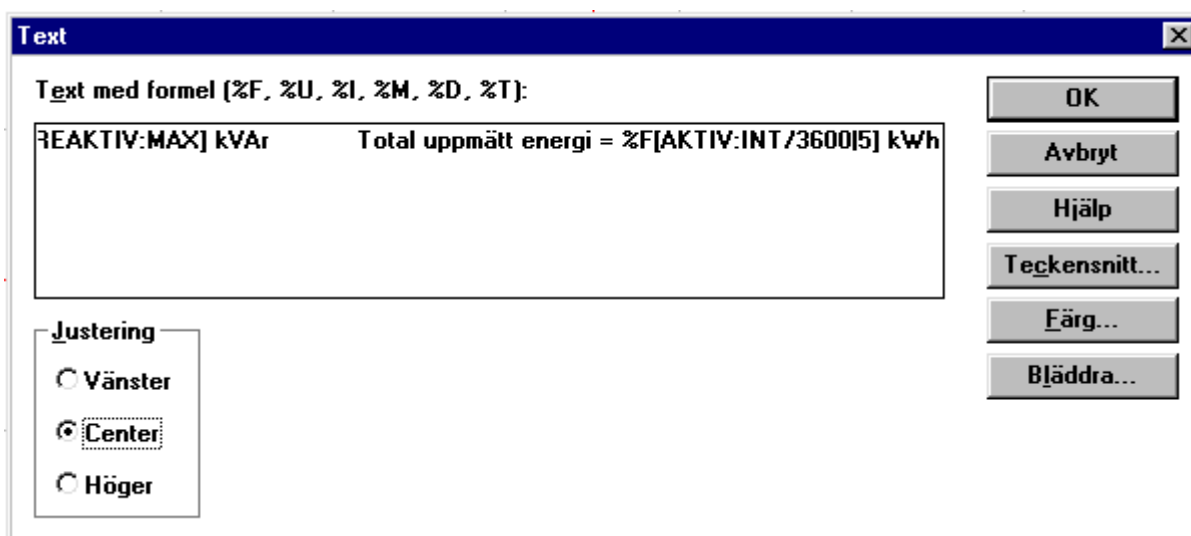 Text
Text med formel (%F, %U, %I, %M, %D, %T):
REAKTIV:MAX] kVAr Total uppmätt energi = %F[AKTIV:INT/3600|5] kWh
OK
Avbryt
Hjälp
Teckensnitt...
Färg...
Bläddra...
Justering
Vänster
Center
Höger